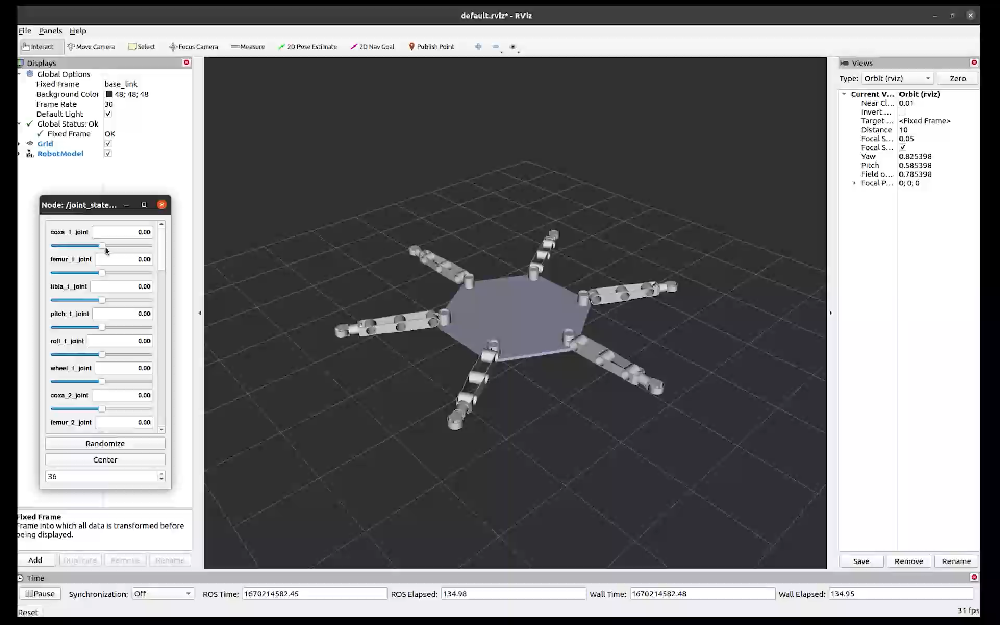 default.rviz* - RViz
File Panels Help
Interact Move Camera Select Focus Camera Measure 2D Pose Estimate 2D Nav Goal Publish Point
Displays
Global Options
Fixed Frame base_link
Background Color 48; 48; 48
Frame Rate 30
Default Light
Global Status: Ok
Fixed Frame OK
Grid
RobotModel
Node: /joint_state...
coxa_1_joint 0.00
femur_1_joint 0.00
tibia_1_joint 0.00
pitch_1_joint 0.00
roll_1_joint 0.00
wheel_1_joint 0.00
coxa_2_joint 0.00
femur_2_joint 0.00
Randomize
Center
36
Fixed Frame
Frame into which all data is transformed before
being displayed.
Add Duplicate Remove Rename
Views
Type: Orbit (rviz) Zero
Current V... Orbit (rviz)
Near Cl... 0.01
Invert ...
Target ... <Fixed Frame>
Distance 10
Focal S... 0.05
Focal S...
Yaw 0.825398
Pitch 0.585398
Field o... 0.785398
Focal P... 0; 0; 0
Save Remove Rename
Time
Pause Synchronization: Off ROS Time: 1670214582.45 ROS Elapsed: 134.98 Wall Time: 1670214582.48 Wall Elapsed: 134.95
Reset 31 fps